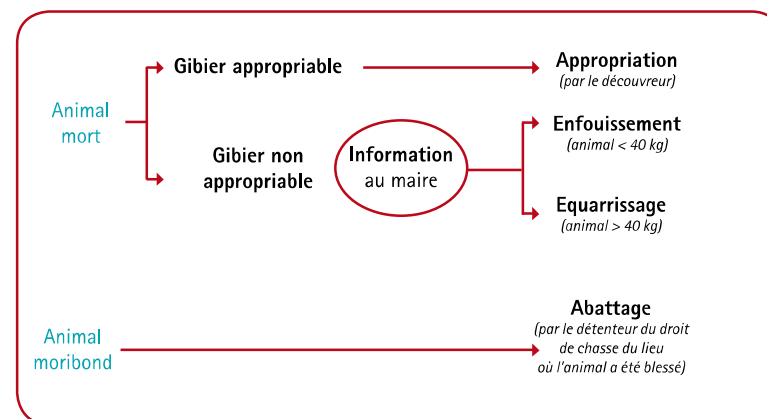 Gibier appropriable
Appropriation
(par le découvreur)
Animal
mort
Gibier non
appropriable
Information
au maire
Enfouissement
(animal < 40 kg)
Equarrissage
(animal > 40 kg)
Animal
moribond
Abattage
(par le détenteur du droit
de chasse du lieu
où l'animal a été blessé)